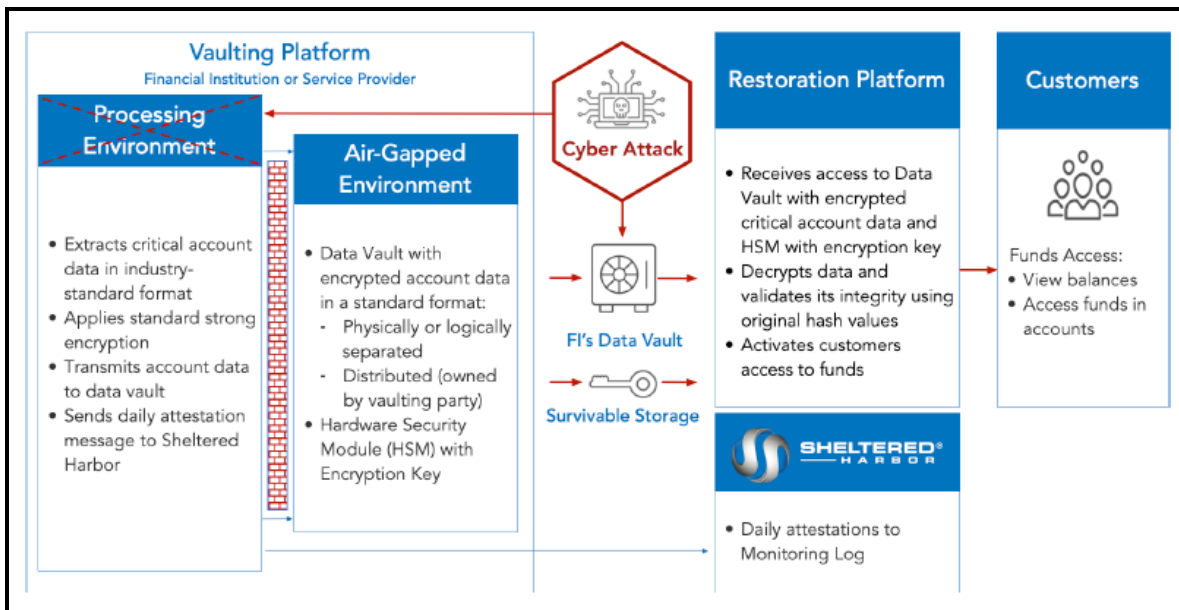 Vaulting Platform
Financial Institution or Service Provider
Processing
Environment
• Extracts critical account
data in industry-
standard format
• Applies standard strong
encryption
• Transmits account data
to data vault
• Sends daily attestation
message to Sheltered
Harbor
Air-Gapped
Environment
• Data Vault with
encrypted account data
in a standard format:
- Physically or logically
separated
- Distributed (owned
by vaulting party)
• Hardware Security
Module (HSM) with
Encryption Key
Cyber Attack
FI's Data Vault
Survivable Storage
Restoration Platform
• Receives access to Data
Vault with encrypted
critical account data and
HSM with encryption key
• Decrypts data and
validates its integrity using
original hash values
• Activates customers
access to funds
SHELTERED®
HARBOR
• Daily attestations to
Monitoring Log
Customers
Funds Access:
• View balances
• Access funds in
accounts